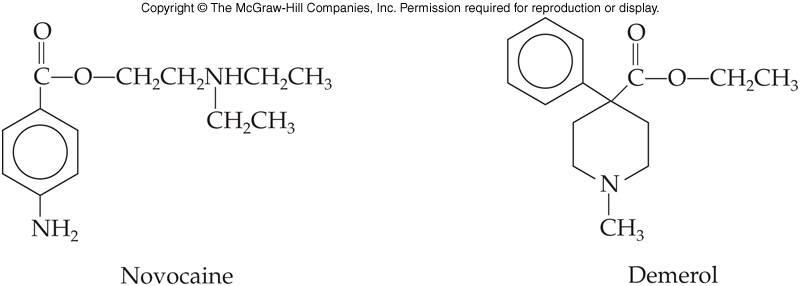 Copyright © The McGraw-Hill Companies, Inc. Permission required for reproduction or display.
O
C—O—CH₂CH₂NHCH₂CH₃
CH₂CH₃
NH₂
Novocaine
O
C—O—CH₂CH₃
N
CH₃
Demerol